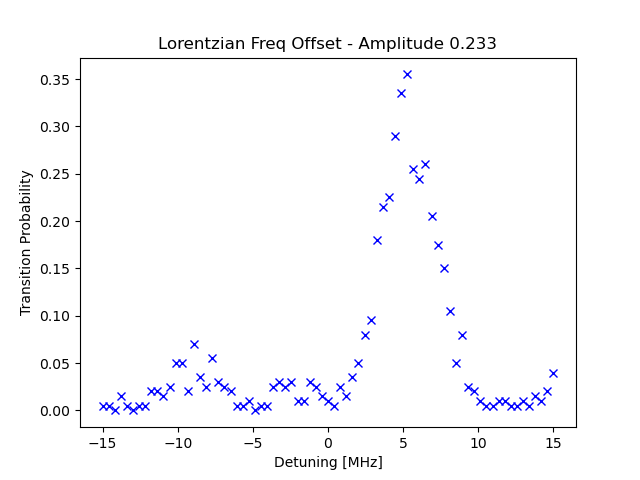 Lorentzian Freq Offset - Amplitude 0.233
0.35
0.30
0.25
0.20
0.15
0.10
0.05
0.00
Transition Probability
−15 −10 −5 0 5 10 15
Detuning [MHz]